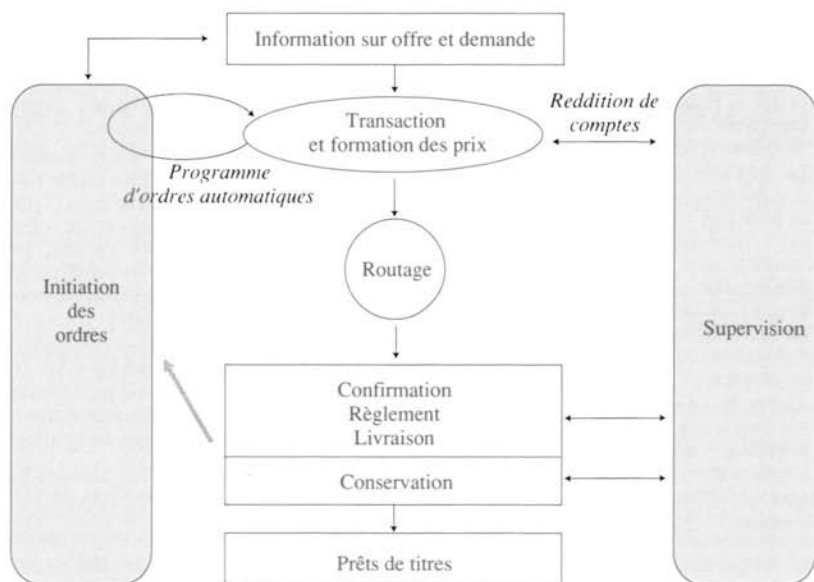 Information sur offre et demande
Reddition de
comptes
Transaction
et formation des prix
Programme
d'ordres automatiques
Routage
Initiation
des
ordres
Supervision
Confirmation
Règlement
Livraison
Conservation
Prêts de titres